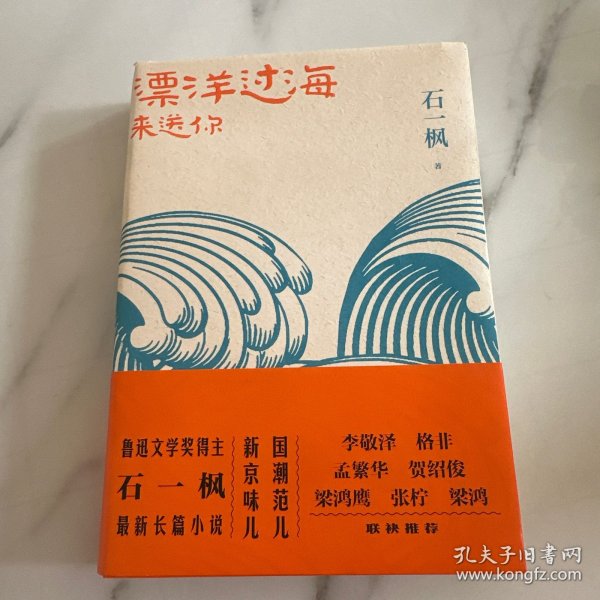 漂洋过海
来送你
石一枫
著
鲁迅文学奖得主
石一枫
最新长篇小说
国潮范儿
新京味儿
李敬泽 格非
孟繁华 贺绍俊
梁鸿鹰 张柠 梁鸿
联袂推荐
孔夫子旧书网
www.kongfz.com